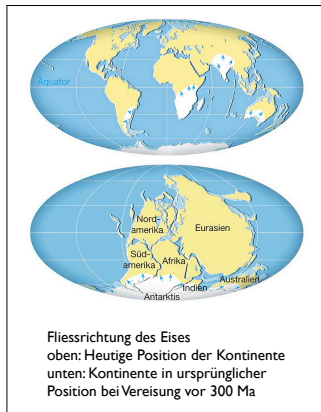 Äquator
Nord-
amerika
Eurasien
Süd-
amerika
Afrika
Indien
Australien
Antarktis
Fliessrichtung des Eises
oben: Heutige Position der Kontinente
unten: Kontinente in ursprünglicher
Position bei Vereisung vor 300 Ma